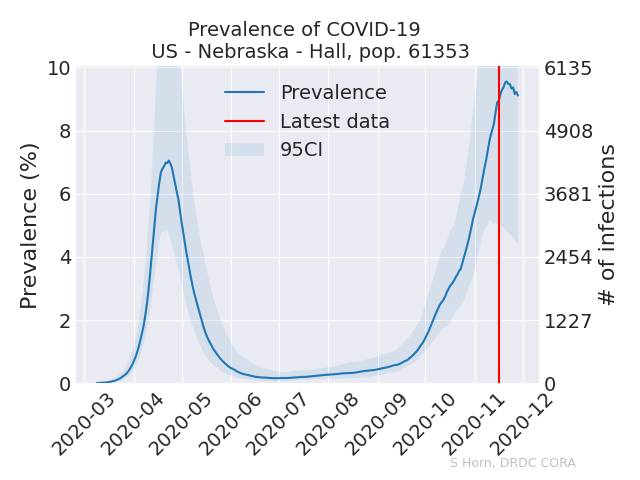 Prevalence of COVID-19
US - Nebraska - Hall, pop. 61353
Prevalence (%)
10
8
6
4
2
0
Prevalence
Latest data
95CI
6135
4908
3681
2454
1227
0
# of infections
2020-03
2020-04
2020-05
2020-06
2020-07
2020-08
2020-09
2020-10
2020-11
2020-12
S Horn, DRDC CORA